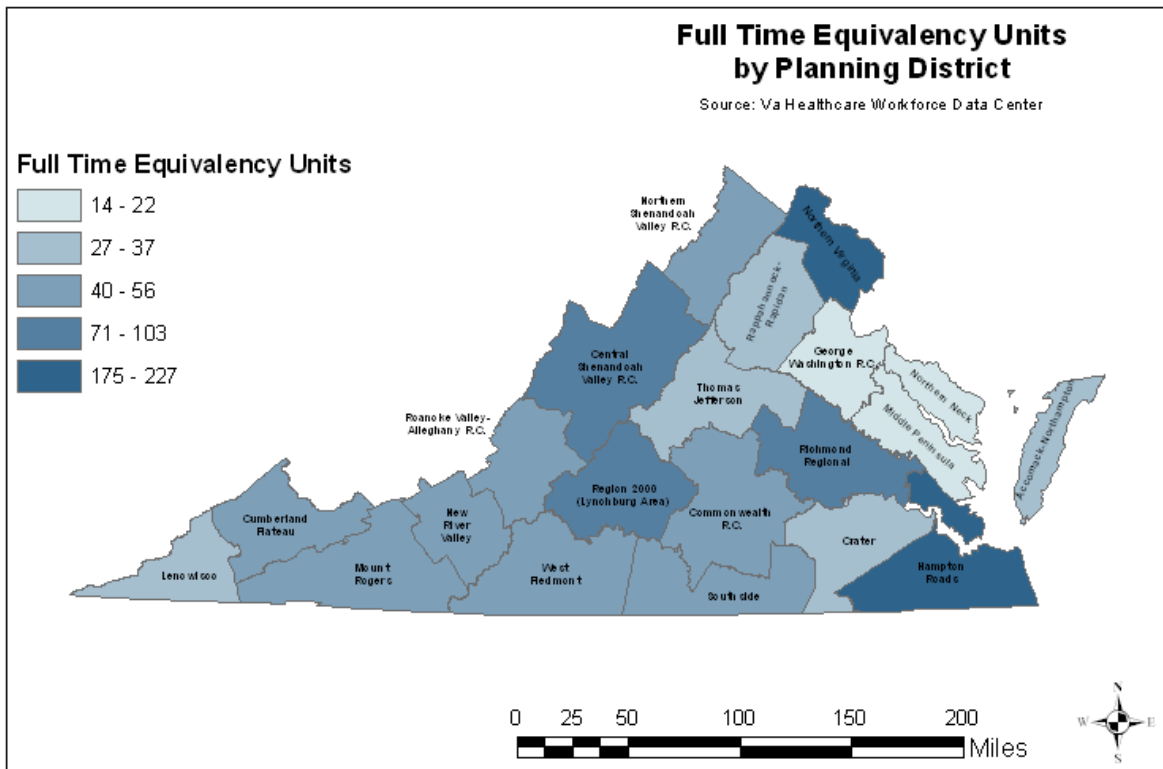 Full Time Equivalency Units
by Planning District
Source: Va Healthcare Workforce Data Center
Full Time Equivalency Units
14 - 22
27 - 37
40 - 56
71 - 103
175 - 227
Northern
Shenandoah
Valley R.C.
Northern Virginia
Rappahannock-
Rapidan
Central
Shenandoah
Valley R.C.
George
Washington R.C.
Northern Neck
Thomas
Jefferson
Middle Peninsula
Accomack-Northampton
Roanoke Valley-
Alleghany R.C.
Richmond
Regional
Region 2000
(Lynchburg Area)
Commonwealth
R.C.
Cumberland
Plateau
New
River
Valley
Crater
Lenowisco
Mount
Rogers
West
Piedmont
Southside
Hampton
Roads
0 25 50 100 150 200
Miles
N
W E
S